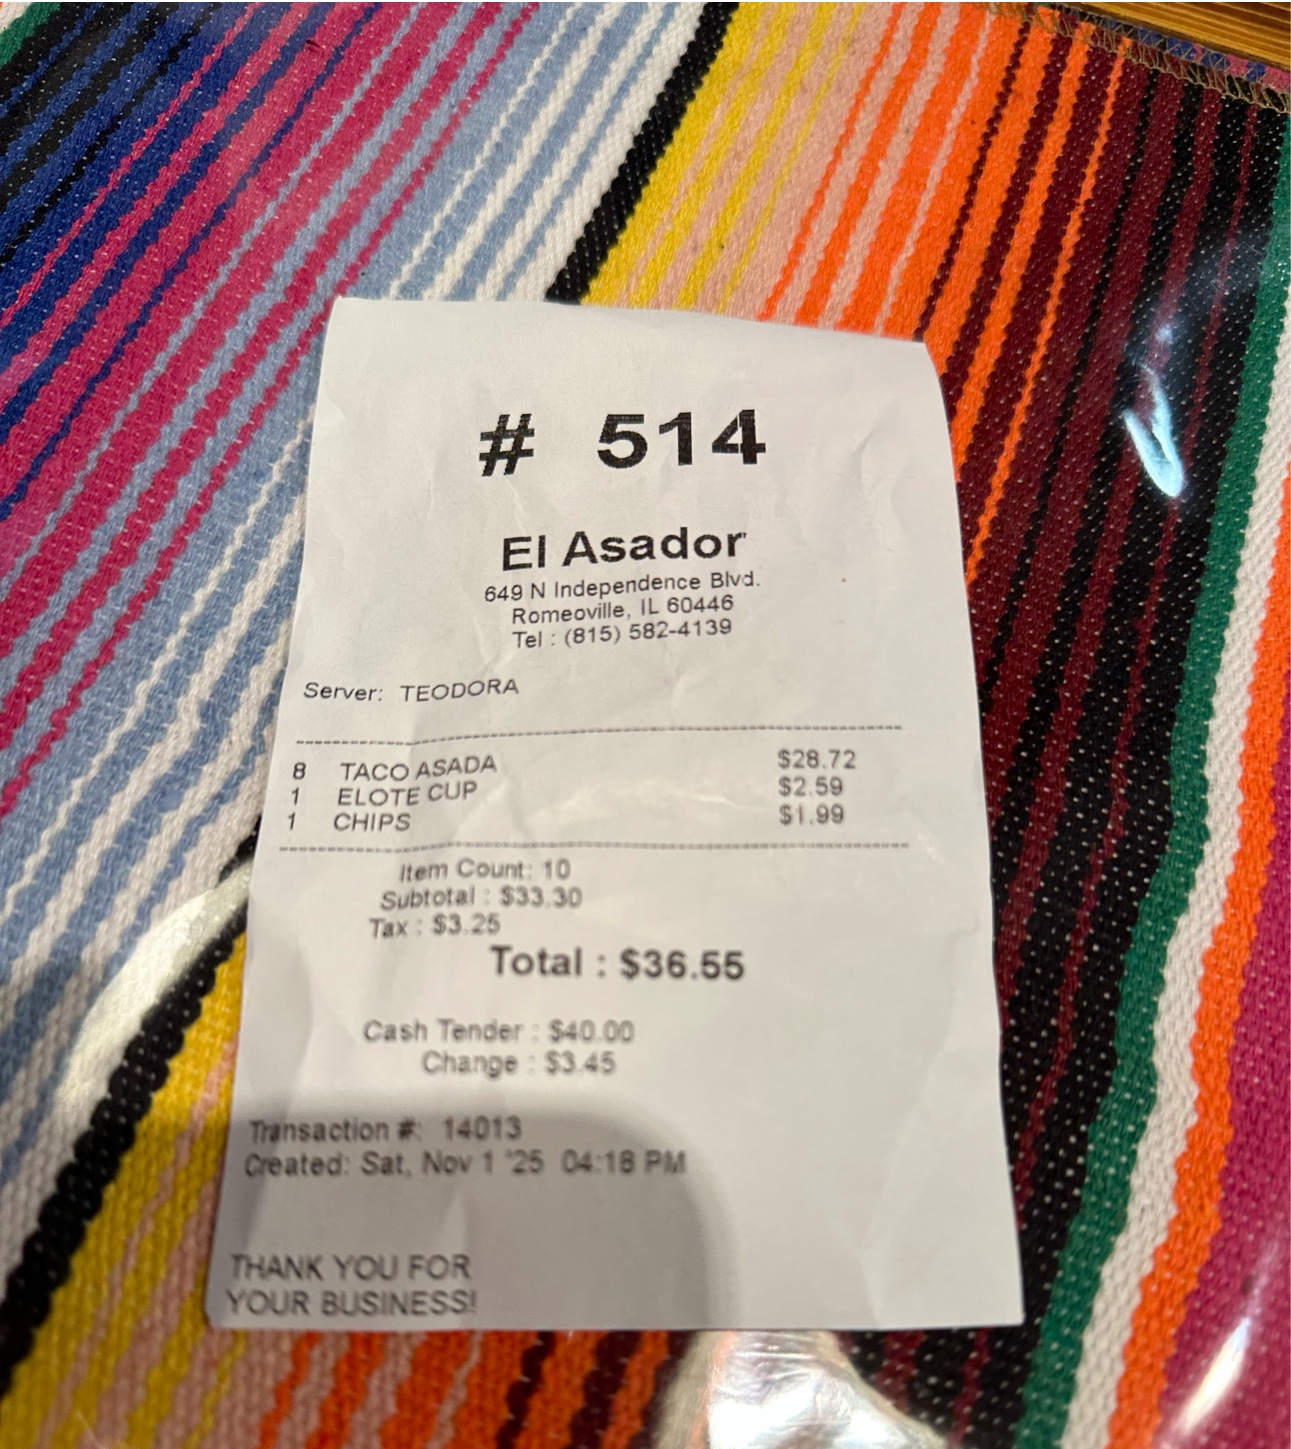 # 514
El Asador
649 N Independence Blvd.
Romeoville, IL 60446
Tel : (815) 582-4139
Server: TEODORA
8 TACO ASADA $28.72
1 ELOTE CUP $2.59
1 CHIPS $1.99
Item Count: 10
Subtotal : $33.30
Tax : $3.25
Total : $36.55
Cash Tender : $40.00
Change : $3.45
Transaction #: 14013
Created: Sat, Nov 1 '25 04:18 PM
THANK YOU FOR
YOUR BUSINESS!